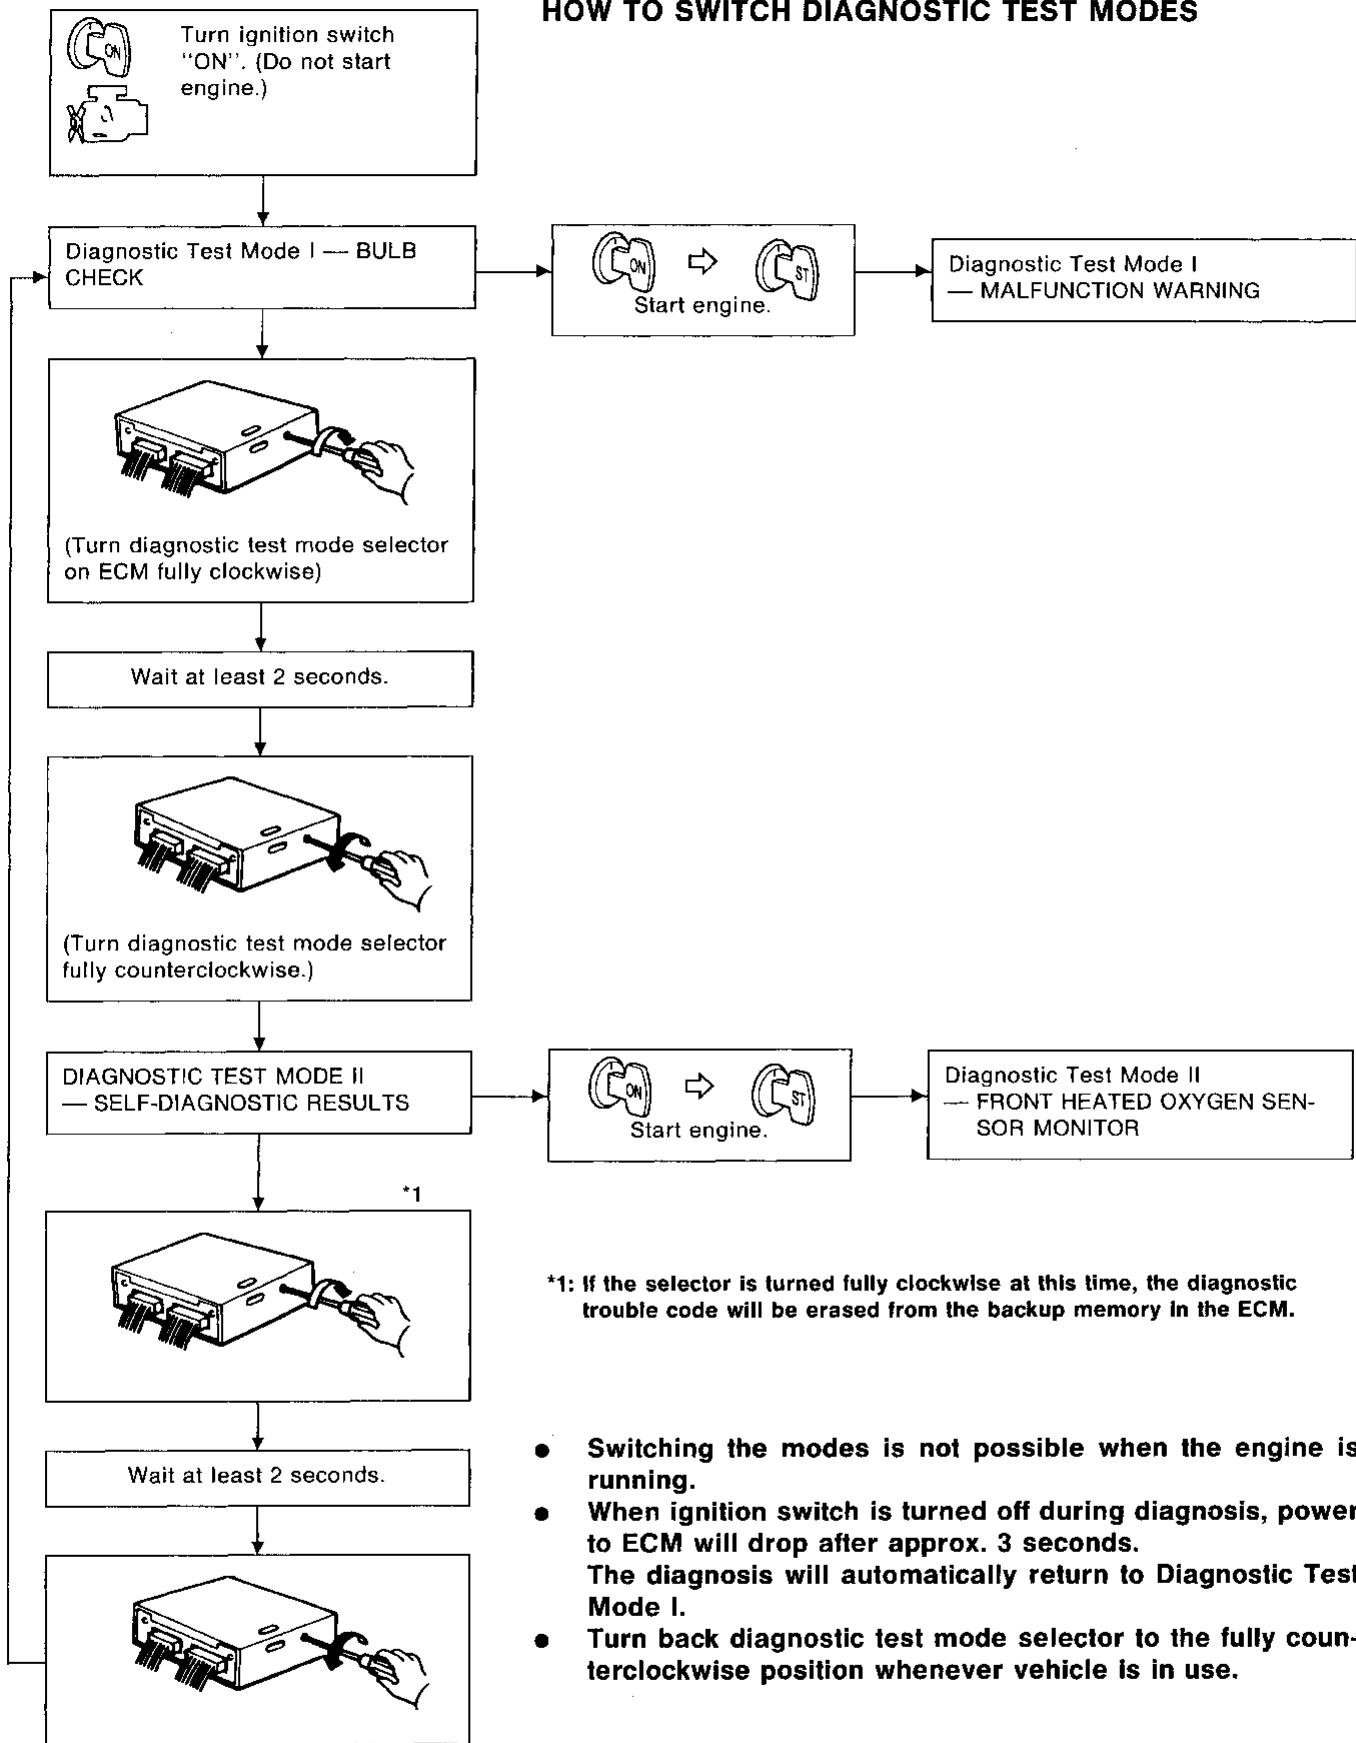 HOW TO SWITCH DIAGNOSTIC TEST MODES
ON
Turn ignition switch
"ON". (Do not start
engine.)
Diagnostic Test Mode I — BULB
CHECK
ON
ST
Start engine.
Diagnostic Test Mode I
— MALFUNCTION WARNING
(Turn diagnostic test mode selector
on ECM fully clockwise)
Wait at least 2 seconds.
(Turn diagnostic test mode selector
fully counterclockwise.)
DIAGNOSTIC TEST MODE II
— SELF-DIAGNOSTIC RESULTS
ON
ST
Start engine.
Diagnostic Test Mode II
— FRONT HEATED OXYGEN SEN-
SOR MONITOR
*1
*1: If the selector is turned fully clockwise at this time, the diagnostic
trouble code will be erased from the backup memory in the ECM.
Wait at least 2 seconds.
● Switching the modes is not possible when the engine is
running.
● When ignition switch is turned off during diagnosis, power
to ECM will drop after approx. 3 seconds.
The diagnosis will automatically return to Diagnostic Test
Mode I.
● Turn back diagnostic test mode selector to the fully coun-
terclockwise position whenever vehicle is in use.